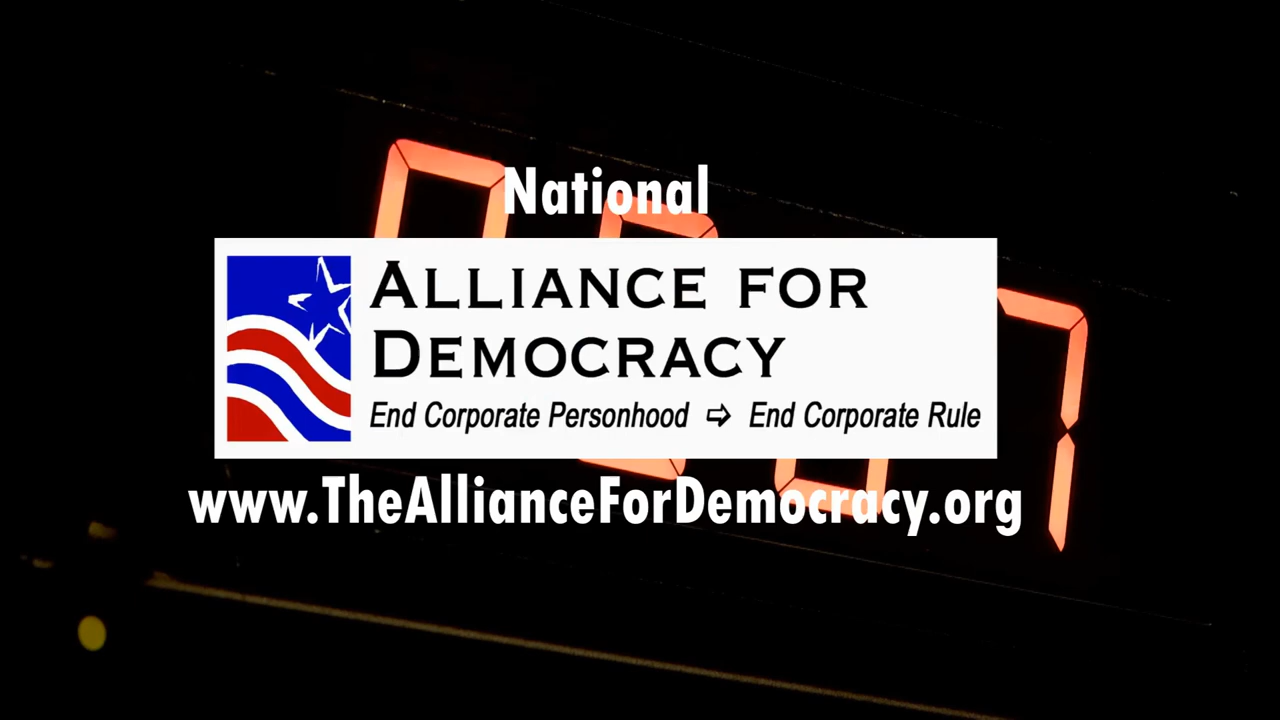 National
ALLIANCE FOR
DEMOCRACY
End Corporate Personhood ⇨ End Corporate Rule
www.TheAllianceForDemocracy.org